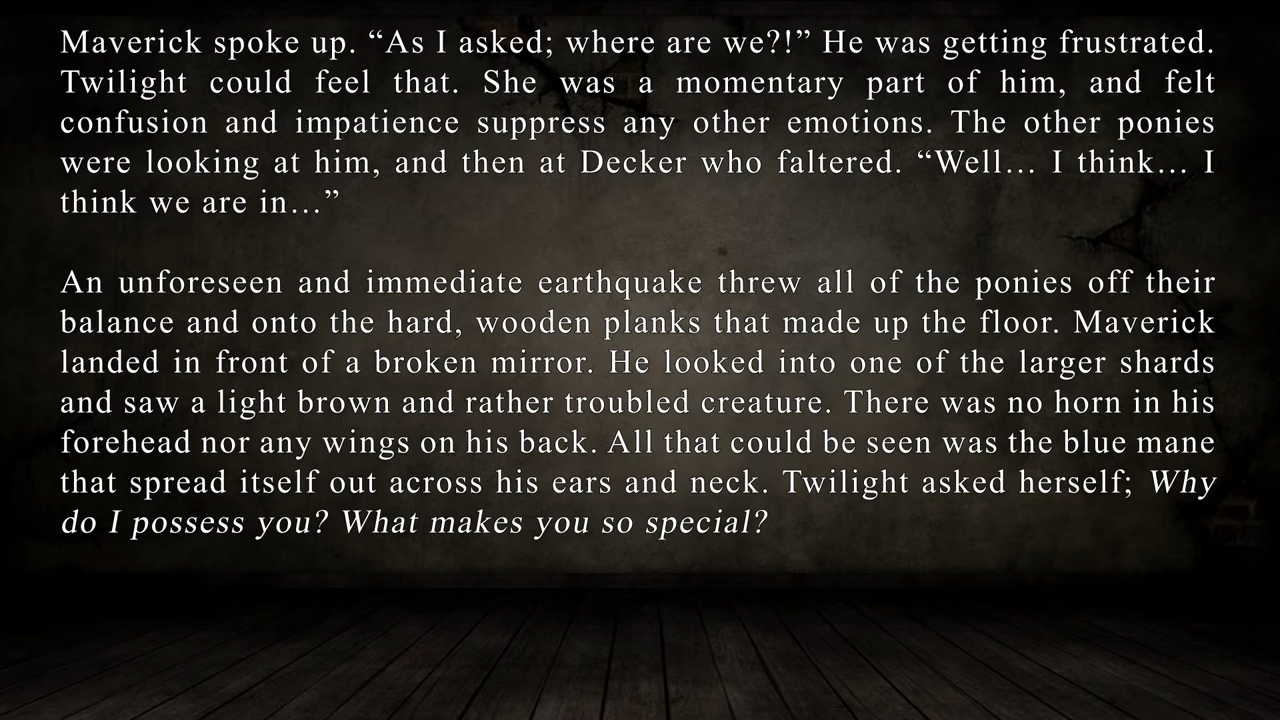 Maverick spoke up. “As I asked; where are we?!” He was getting frustrated.
Twilight could feel that. She was a momentary part of him, and felt
confusion and impatience suppress any other emotions. The other ponies
were looking at him, and then at Decker who faltered. “Well… I think… I
think we are in…”
An unforeseen and immediate earthquake threw all of the ponies off their
balance and onto the hard, wooden planks that made up the floor. Maverick
landed in front of a broken mirror. He looked into one of the larger shards
and saw a light brown and rather troubled creature. There was no horn in his
forehead nor any wings on his back. All that could be seen was the blue mane
that spread itself out across his ears and neck. Twilight asked herself; Why
do I possess you? What makes you so special?